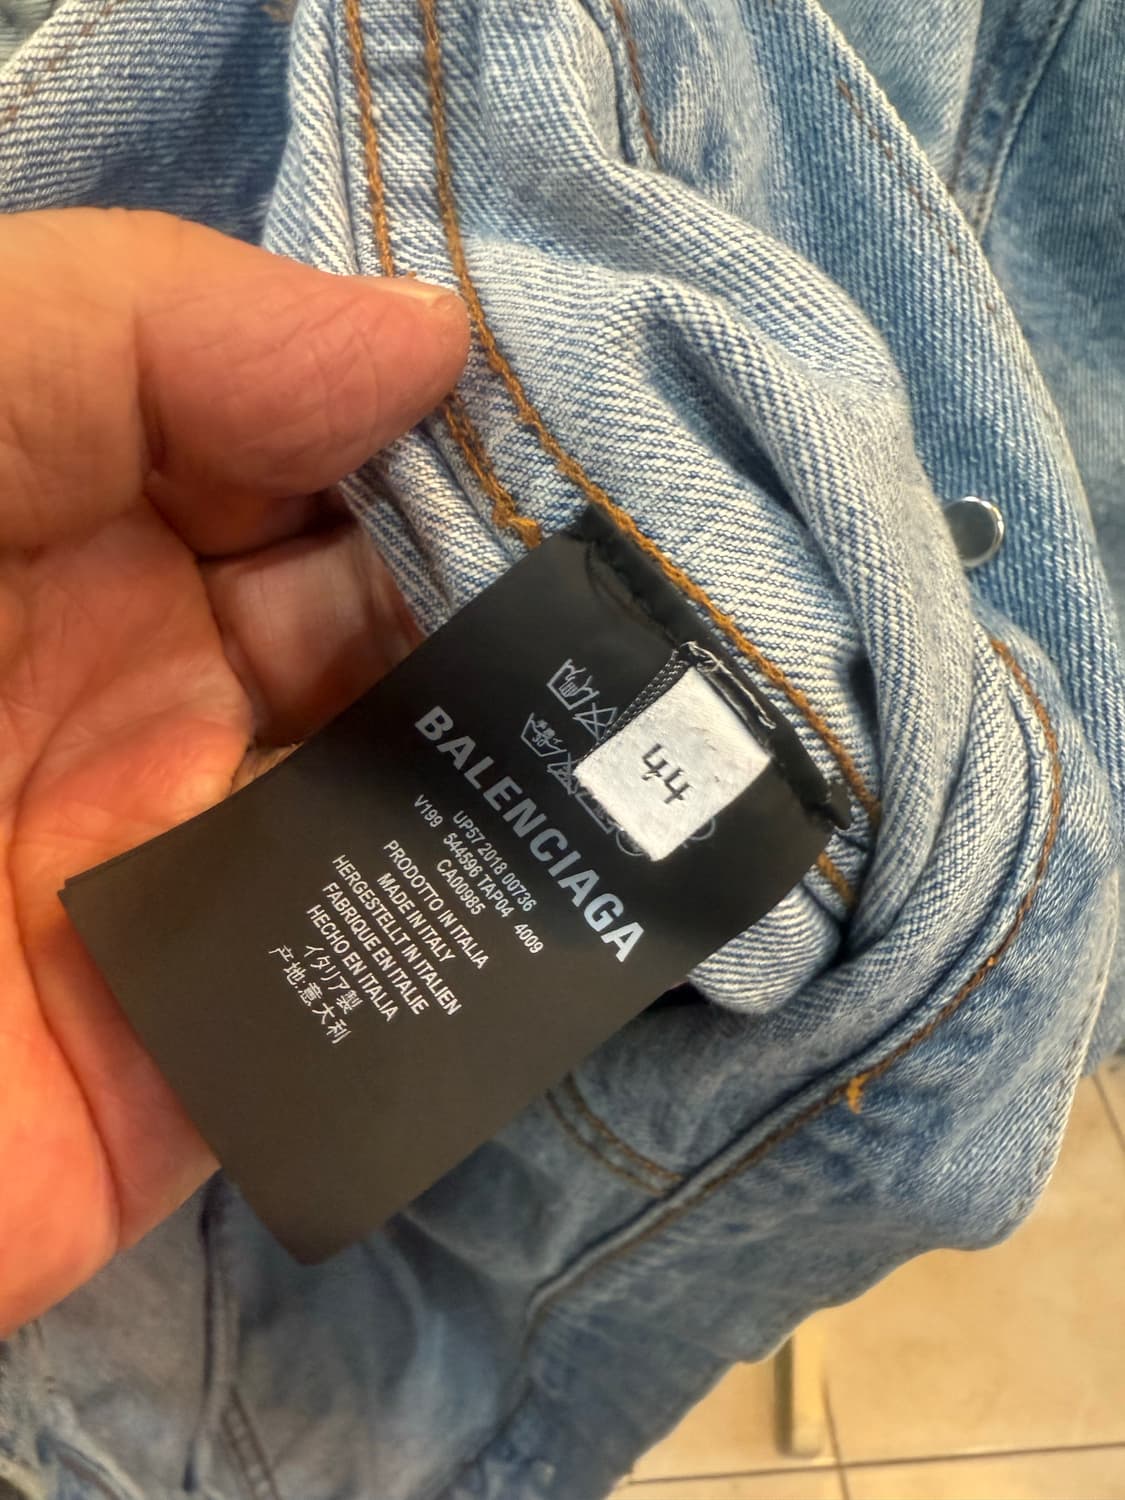 44
BALENCIAGA
UP57 2018 00736
V199 544596 TAP04 4009
CA00985
PRODOTTO IN ITALIA
MADE IN ITALY
HERGESTELLT IN ITALIEN
FABRIQUE EN ITALIE
HECHO EN ITALIA
イタリア製
产地:意大利